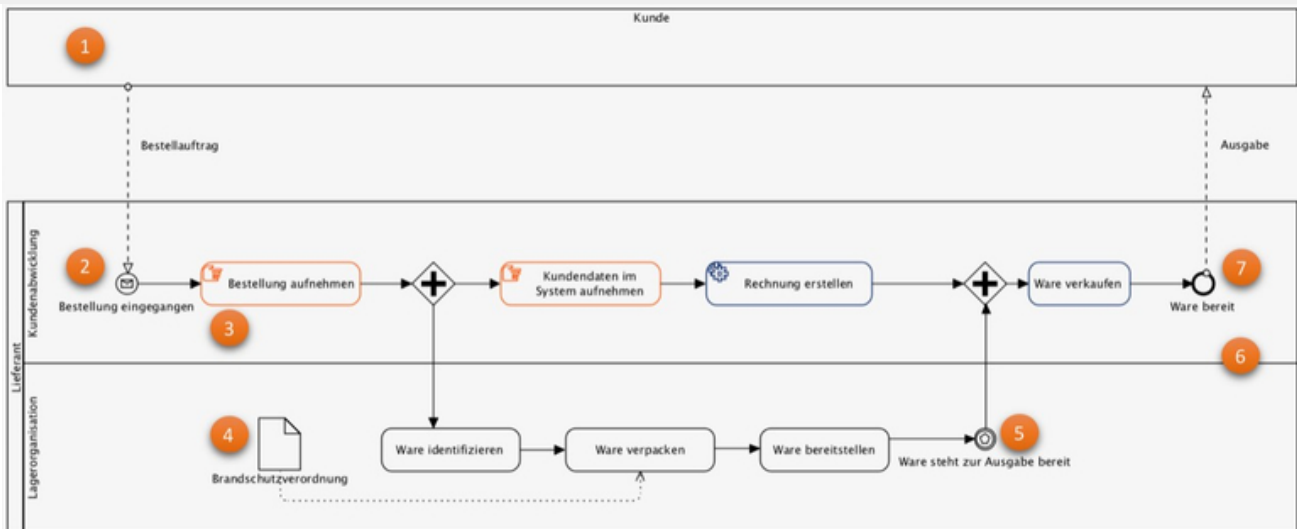 Kunde
1
Bestellauftrag
Ausgabe
Lieferant
Kundenabwicklung
2
Bestellung eingegangen
Bestellung aufnehmen
3
Kundendaten im
System aufnehmen
Rechnung erstellen
Ware verkaufen
7
Ware bereit
6
Lagerorganisation
4
Brandschutzverordnung
Ware identifizieren
Ware verpacken
Ware bereitstellen
5
Ware steht zur Ausgabe bereit